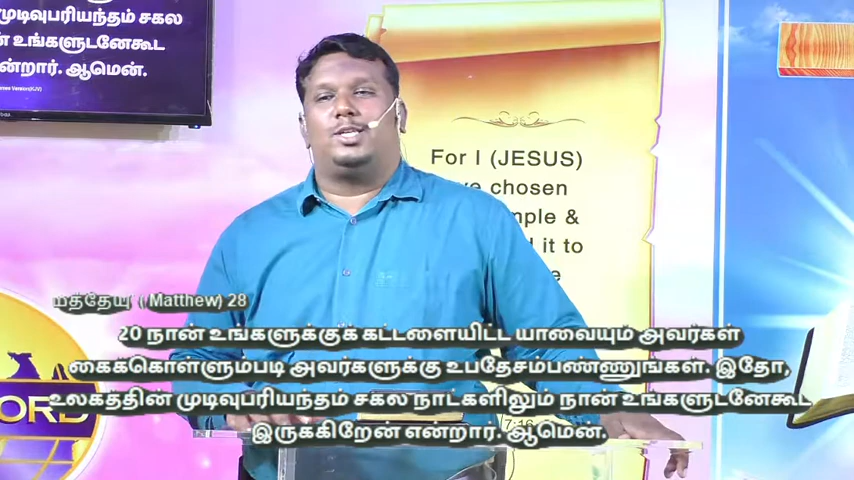 முடிவுபரியந்தம் சகல
ன் உங்களுடனேகூட
ன்றார். ஆமென்.
For I (JESUS)
chosen
&
it to
மத்தேயு ( Matthew) 28
20 நான் உங்களுக்குக் கட்டளையிட்ட யாவையும் அவர்கள்
கைக்கொள்ளும்படி அவர்களுக்கு உபதேசம்பண்ணுங்கள். இதோ,
உலகத்தின் முடிவுபரியந்தம் சகல நாட்களிலும் நான் உங்களுடனேகூட
இருக்கிறேன் என்றார். ஆமென்.